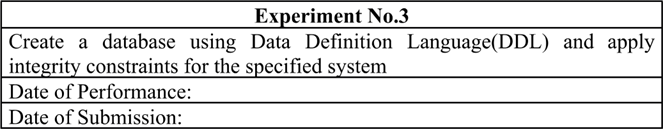 Experiment No.3
Create a database using Data Definition Language(DDL) and apply
integrity constraints for the specified system
Date of Performance:
Date of Submission: